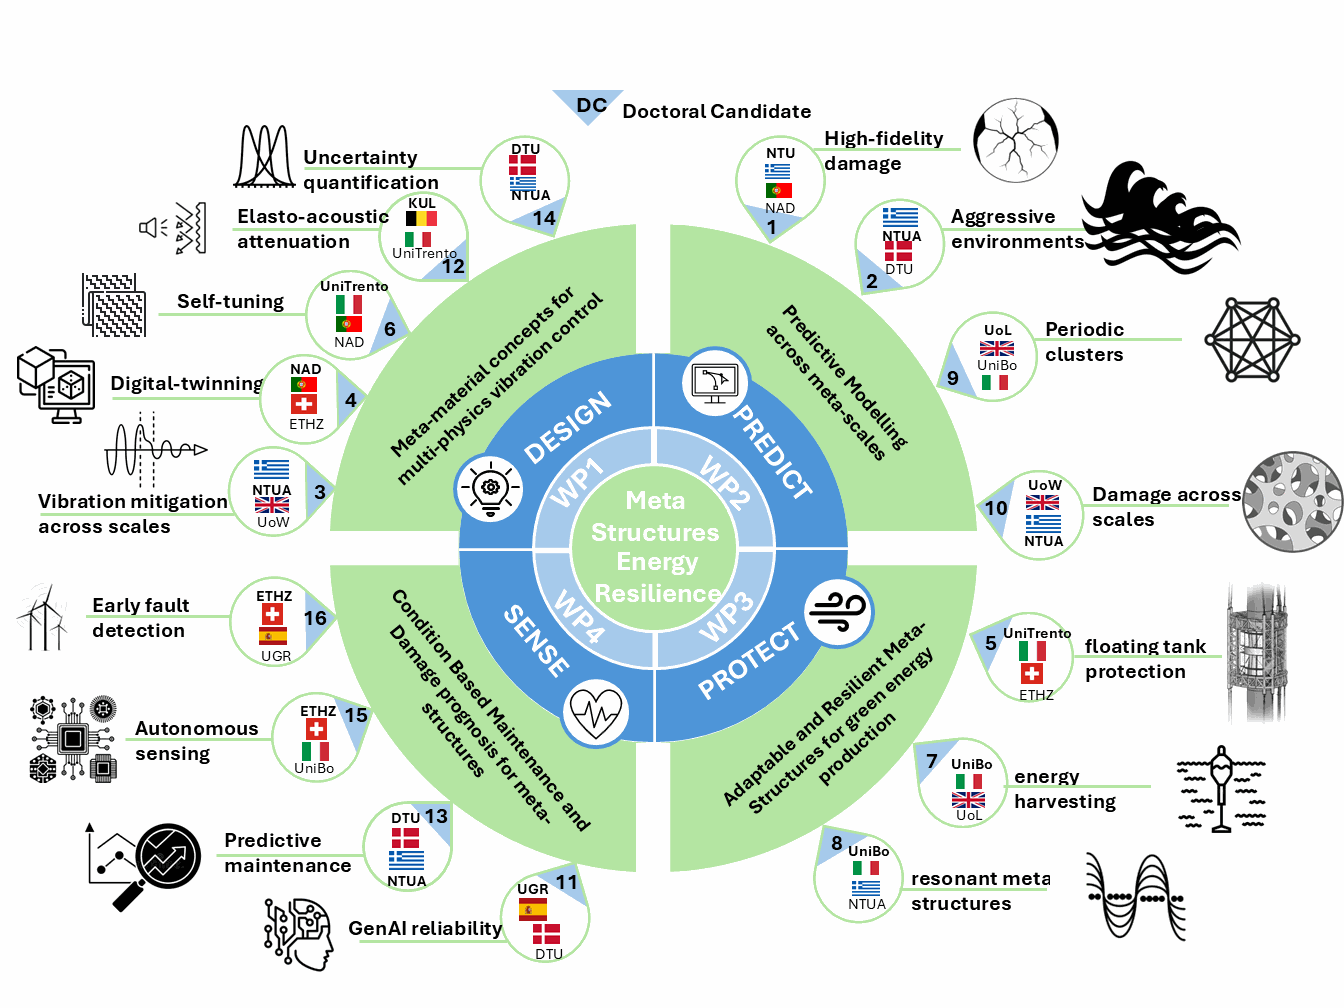 DC
Doctoral Candidate
Uncertainty
quantification
DTU
NTUA
14
Elasto-acoustic
attenuation
KUL
UniTrento
12
Self-tuning
UniTrento
NAD
6
Digital-twinning
NAD
ETHZ
4
Vibration mitigation
across scales
NTUA
UoW
3
NTU
NAD
1
High-fidelity
damage
NTUA
DTU
2
Aggressive
environments
UoL
UniBo
9
Periodic
clusters
UoW
NTUA
10
Damage across
scales
Meta-material concepts for
multi-physics vibration control
Predictive Modelling
across meta-scales
DESIGN
PREDICT
WP1
WP2
Meta
Structures
Energy
Resilience
WP4
WP3
SENSE
PROTECT
Condition Based Maintenance and
Damage prognosis for meta-
structures
Adaptable and Resilient Meta-
Structures for green energy
production
Early fault
detection
ETHZ
UGR
16
Autonomous
sensing
ETHZ
UniBo
15
Predictive
maintenance
DTU
NTUA
13
GenAI reliability
UGR
DTU
11
5
UniTrento
ETHZ
floating tank
protection
7
UniBo
UoL
energy
harvesting
8
UniBo
NTUA
resonant meta
structures